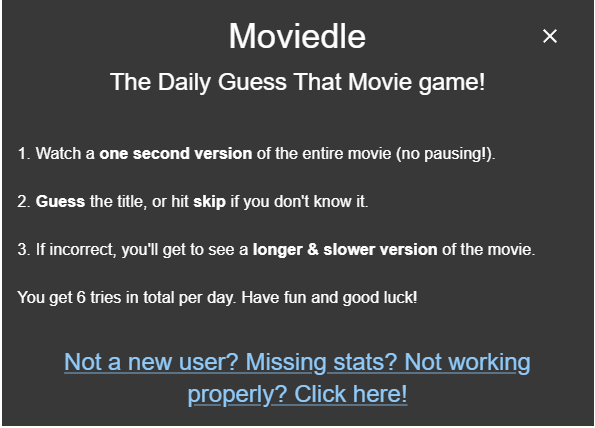 Moviedle
The Daily Guess That Movie game!
1. Watch a one second version of the entire movie (no pausing!).
2. Guess the title, or hit skip if you don't know it.
3. If incorrect, you'll get to see a longer & slower version of the movie.
You get 6 tries in total per day. Have fun and good luck!
Not a new user? Missing stats? Not working
properly? Click here!